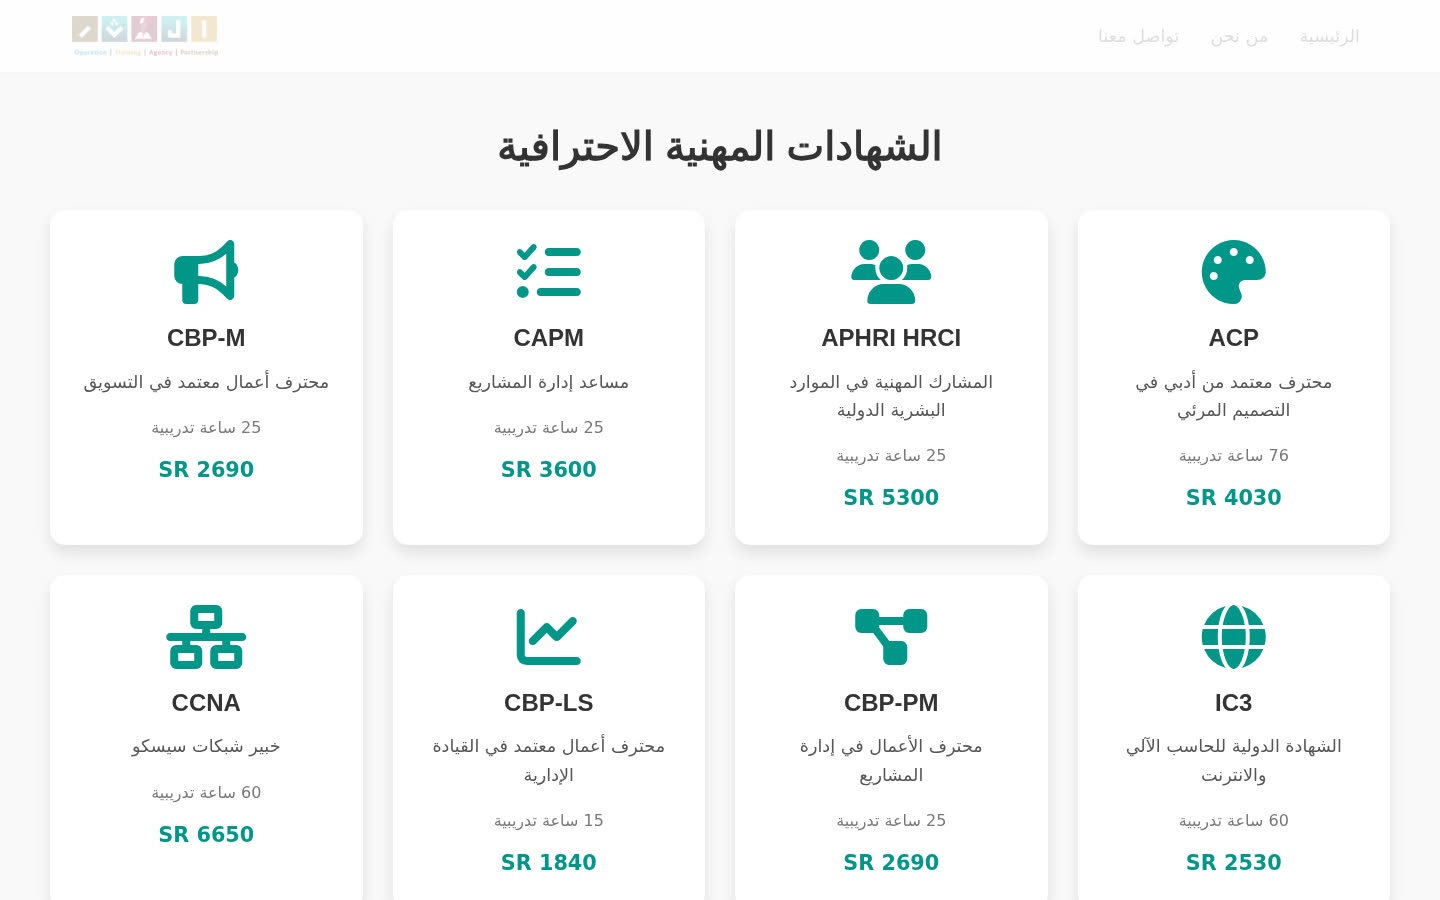 الرئيسية
من نحن
تواصل معنا
Operation | Training | Agency | Partnership
الشهادات المهنية الاحترافية
ACP
محترف معتمد من أدبي في
التصميم المرئي
76 ساعة تدريبية
SR 4030
APHRI HRCI
المشارك المهنية في الموارد
البشرية الدولية
25 ساعة تدريبية
SR 5300
CAPM
مساعد إدارة المشاريع
25 ساعة تدريبية
SR 3600
CBP-M
محترف أعمال معتمد في التسويق
25 ساعة تدريبية
SR 2690
IC3
الشهادة الدولية للحاسب الآلي
والانترنت
60 ساعة تدريبية
SR 2530
CBP-PM
محترف الأعمال في إدارة
المشاريع
25 ساعة تدريبية
SR 2690
CBP-LS
محترف أعمال معتمد في القيادة
الإدارية
15 ساعة تدريبية
SR 1840
CCNA
خبير شبكات سيسكو
60 ساعة تدريبية
SR 6650